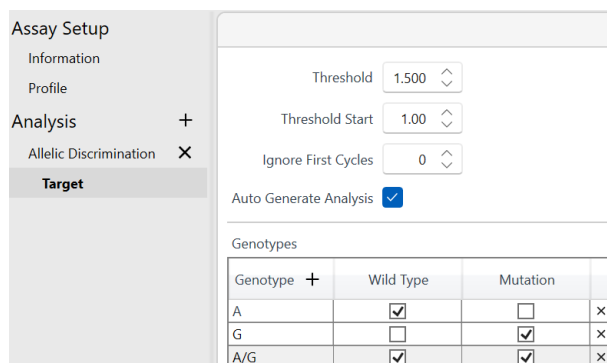 Assay Setup
Information
Profile
Analysis +
Allelic Discrimination ×
Target
Threshold 1.500
Threshold Start 1.00
Ignore First Cycles 0
Auto Generate Analysis
Genotypes
Genotype + Wild Type Mutation
A ×
G ×
A/G ×